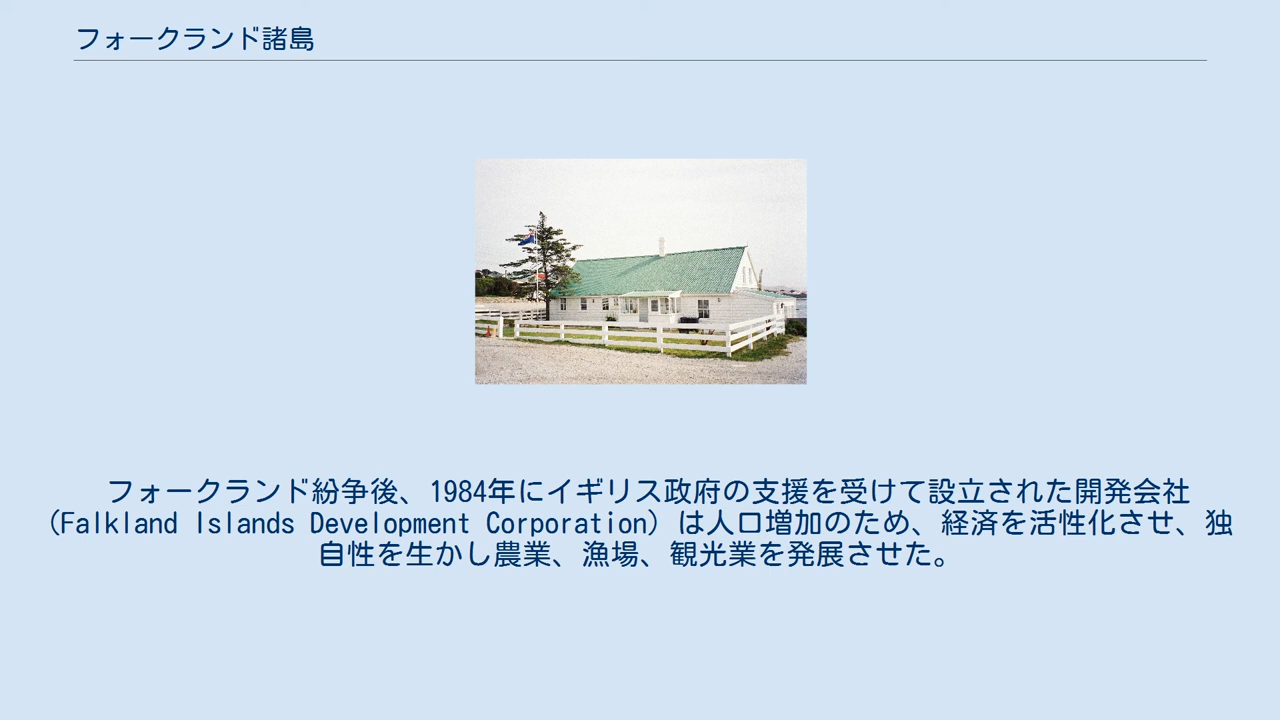 フォークランド諸島
フォークランド紛争後、1984年にイギリス政府の支援を受けて設立された開発会社
(Falkland Islands Development Corporation) は人口増加のため、経済を活性化させ、独
自性を生かし農業、漁場、観光業を発展させた。